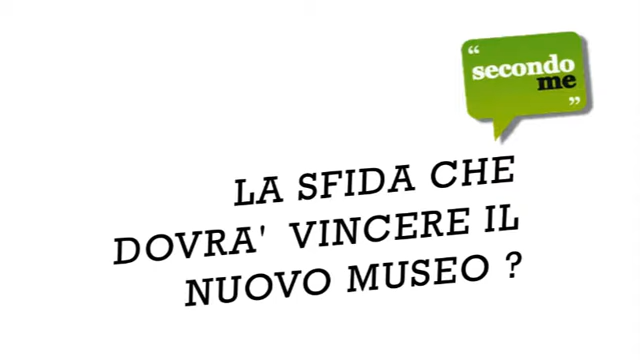 “
secondo
me
”
LA SFIDA CHE
DOVRA' VINCERE IL
NUOVO MUSEO ?